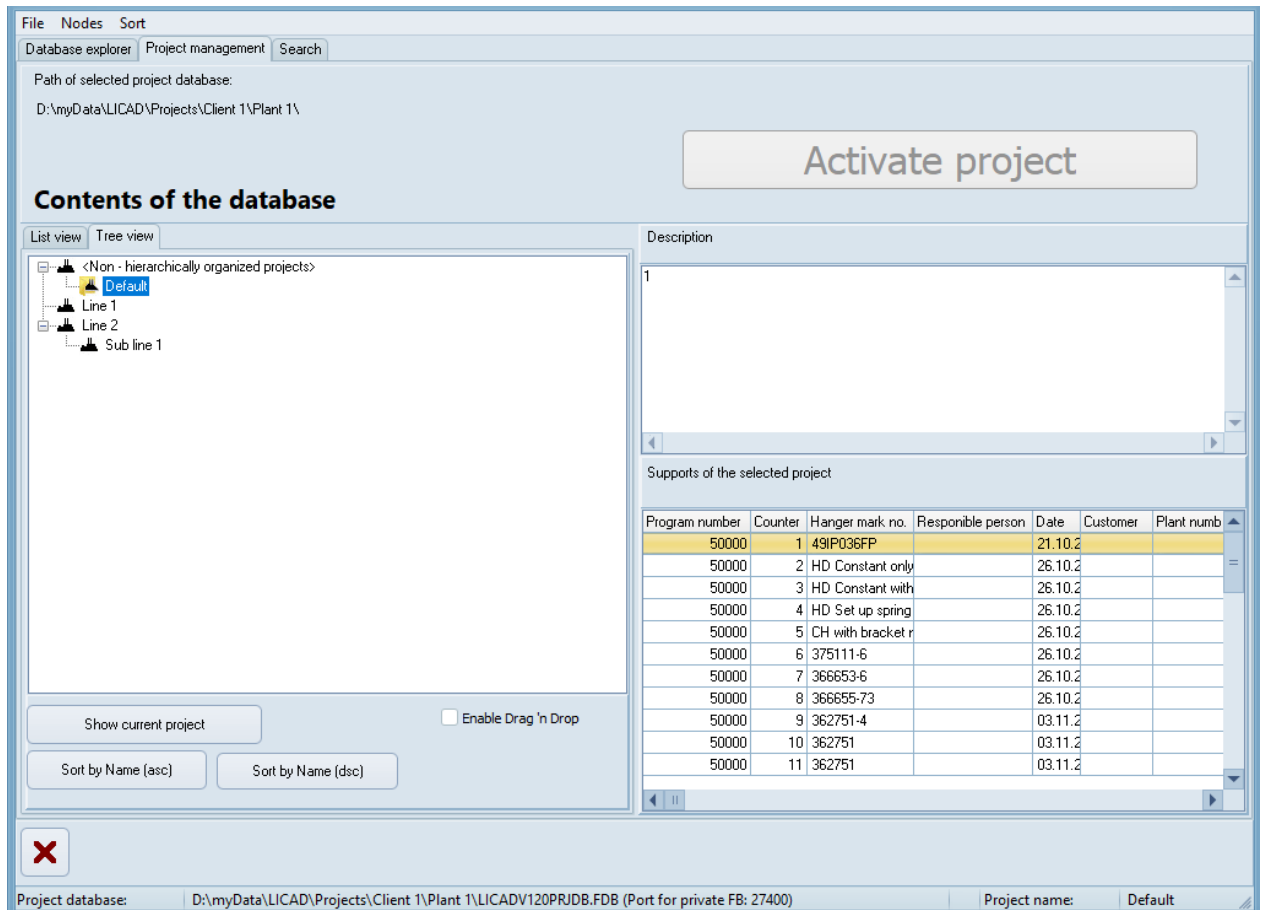 File Nodes Sort
Database explorer Project management Search
Path of selected project database:
D:\myData\LICAD\Projects\Client 1\Plant 1\
Activate project
Contents of the database
List view Tree view
<Non - hierarchically organized projects>
Default
Line 1
Line 2
Sub line 1
Show current project
Enable Drag 'n Drop
Sort by Name (asc) Sort by Name (dsc)
Description
1
Supports of the selected project
Program number Counter Hanger mark no. Responible person Date Customer Plant numb
50000 1 49IP036FP 21.10.2
50000 2 HD Constant only 26.10.2
50000 3 HD Constant with 26.10.2
50000 4 HD Set up spring 26.10.2
50000 5 CH with bracket r 26.10.2
50000 6 375111-6 26.10.2
50000 7 366653-6 26.10.2
50000 8 366655-73 26.10.2
50000 9 362751-4 03.11.2
50000 10 362751 03.11.2
50000 11 362751 03.11.2
Project database: D:\myData\LICAD\Projects\Client 1\Plant 1\LICADV120PRJDB.FDB (Port for private FB: 27400) Project name: Default